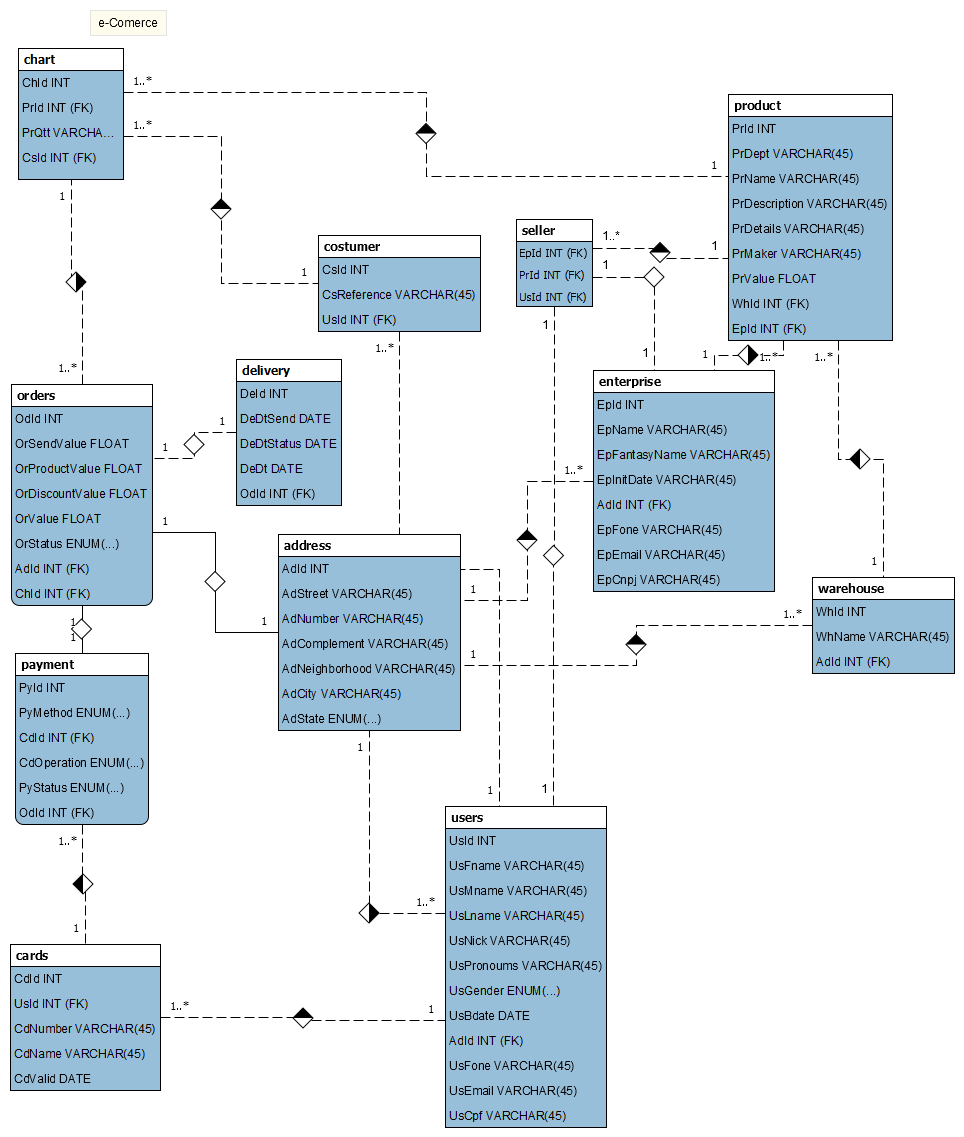 e-Comerce
chart
ChId INT
PrId INT (FK)
PrQtt VARCHA...
CsId INT (FK)
1..*
1..*
1
product
PrId INT
PrDept VARCHAR(45)
PrName VARCHAR(45)
PrDescription VARCHAR(45)
PrDetails VARCHAR(45)
PrMaker VARCHAR(45)
PrValue FLOAT
WhId INT (FK)
EpId INT (FK)
1
1
1
1..*
1..*
seller
EpId INT (FK)
PrId INT (FK)
UsId INT (FK)
1..*
1
1
costumer
CsId INT
CsReference VARCHAR(45)
UsId INT (FK)
1
1..*
delivery
DeId INT
DeDtSend DATE
DeDtStatus DATE
DeDt DATE
OdId INT (FK)
1
orders
OdId INT
OrSendValue FLOAT
OrProductValue FLOAT
OrDiscountValue FLOAT
OrValue FLOAT
OrStatus ENUM(...)
AdId INT (FK)
ChId INT (FK)
1..*
1
1
1
1
enterprise
EpId INT
EpName VARCHAR(45)
EpFantasyName VARCHAR(45)
EpInitDate VARCHAR(45)
AdId INT (FK)
EpFone VARCHAR(45)
EpEmail VARCHAR(45)
EpCnpj VARCHAR(45)
1
1..*
address
AdId INT
AdStreet VARCHAR(45)
AdNumber VARCHAR(45)
AdComplement VARCHAR(45)
AdNeighborhood VARCHAR(45)
AdCity VARCHAR(45)
AdState ENUM(...)
1
1
1
1
warehouse
WhId INT
WhName VARCHAR(45)
AdId INT (FK)
1
1..*
payment
PyId INT
PyMethod ENUM(...)
CdId INT (FK)
CdOperation ENUM(...)
PyStatus ENUM(...)
OdId INT (FK)
1..*
1
users
UsId INT
UsFname VARCHAR(45)
UsMname VARCHAR(45)
UsLname VARCHAR(45)
UsNick VARCHAR(45)
UsPronoums VARCHAR(45)
UsGender ENUM(...)
UsBdate DATE
AdId INT (FK)
UsFone VARCHAR(45)
UsEmail VARCHAR(45)
UsCpf VARCHAR(45)
1
1
1..*
1
cards
CdId INT
UsId INT (FK)
CdNumber VARCHAR(45)
CdName VARCHAR(45)
CdValid DATE
1..*